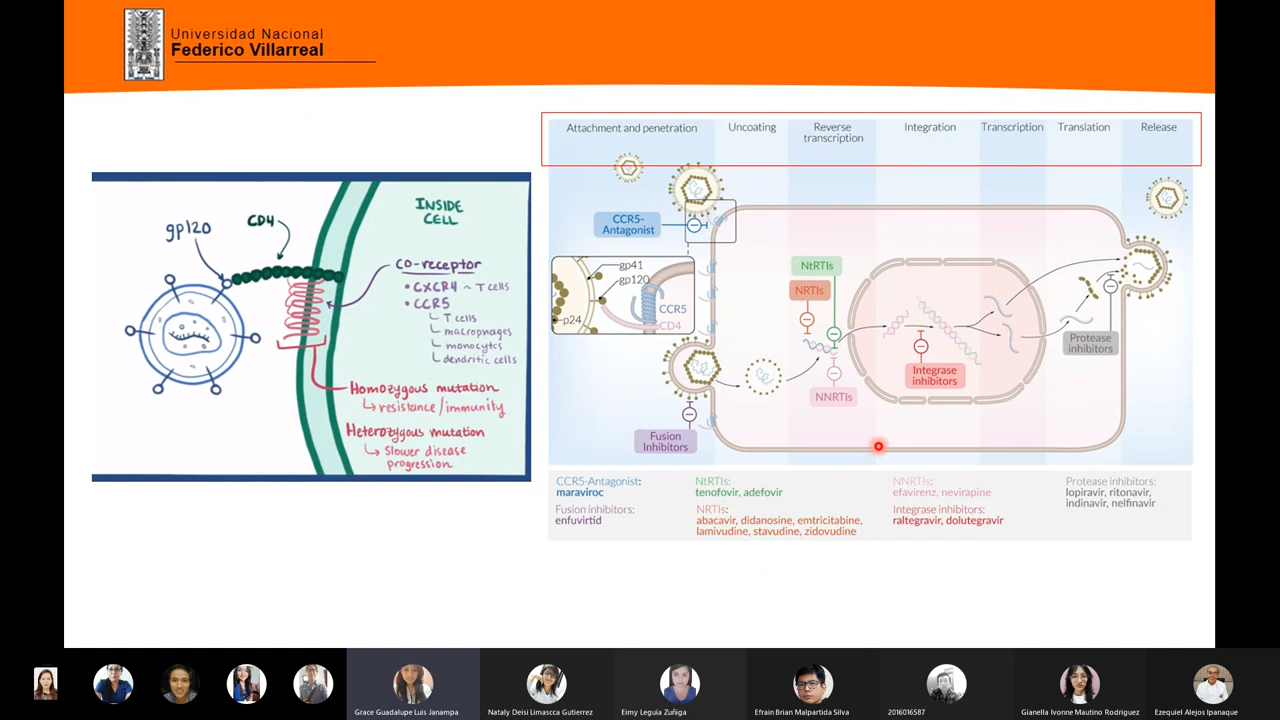 Universidad Nacional
Federico Villarreal
gp120
CD4
INSIDE
CELL
CO-receptor
• CXCR4 ~ T cells
• CCR5
T cells
macrophages
monocytes
dendritic cells
Homozygous mutation
resistance/immunity
Heterozygous mutation
Slower disease
progression
Attachment and penetration
Uncoating
Reverse
transcription
Integration
Transcription
Translation
Release
CCR5-
Antagonist
gp41
gp120
p24
CCR5
CD4
NtRTIs
NRTIs
NNRTIs
Integrase
inhibitors
Protease
inhibitors
Fusion
Inhibitors
CCR5-Antagonist:
maraviroc
Fusion inhibitors:
enfuvirtid
NtRTIs:
tenofovir, adefovir
NRTIs:
abacavir, didanosine, emtricitabine,
lamivudine, stavudine, zidovudine
NNRTIs:
efavirenz, nevirapine
Integrase inhibitors:
raltegravir, dolutegravir
Protease inhibitors:
lopiravir, ritonavir,
indinavir, nelfinavir
Grace Guadalupe Luis Janampa
Nataly Deisi Limascca Gutierrez
Eimy Leguia Zuñiga
Efrain Brian Malpartida Silva
2016016587
Gianella Ivonne Mautino Rodriguez
Ezequiel Alejos Ipanaque